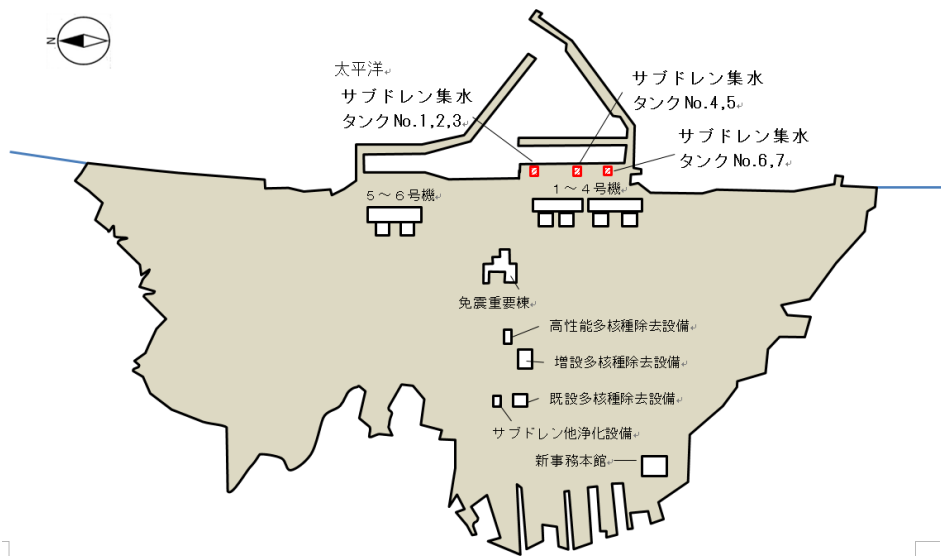 N
太平洋
サブドレン集水
タンクNo.1,2,3
サブドレン集水
タンクNo.4,5
サブドレン集水
タンクNo.6,7
5～6号機
1～4号機
免震重要棟
高性能多核種除去設備
増設多核種除去設備
既設多核種除去設備
サブドレン他浄化設備
新事務本館